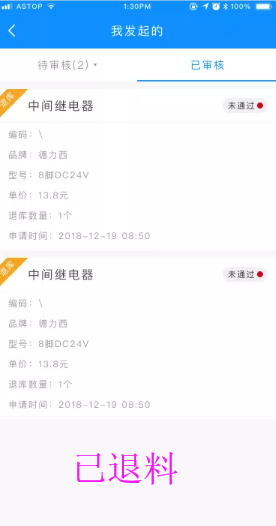 ASTOP 1:30PM 100%
我发起的
待审核(2) 已审核
退库 中间继电器 未通过
编码：\
品牌：德力西
型号：8脚DC24V
单价：13.8元
退库数量：1个
申请时间：2018-12-19 08:50
退库 中间继电器 未通过
编码：\
品牌：德力西
型号：8脚DC24V
单价：13.8元
退库数量：1个
申请时间：2018-12-19 08:50
已退料